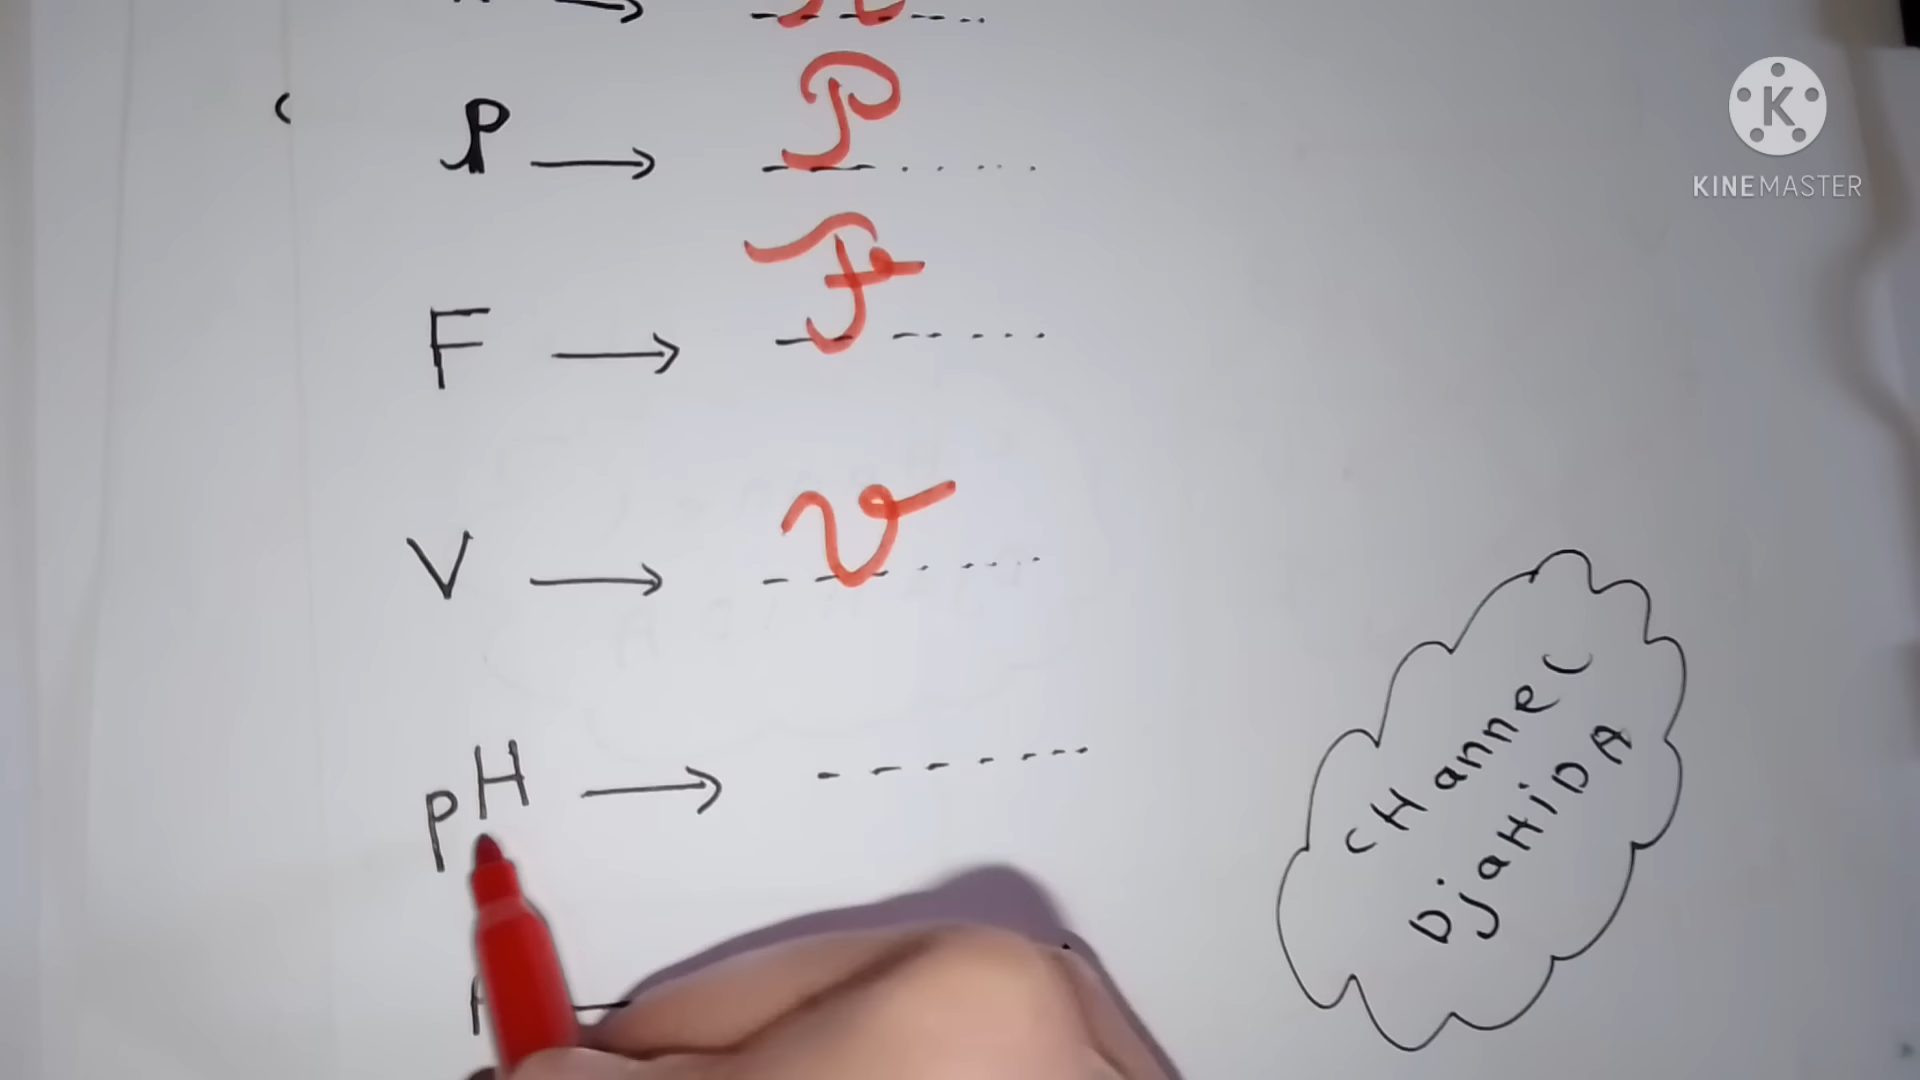 P → P
F → F
V → V
pH →
CHanneL
DjaHiDA
KINEMASTER